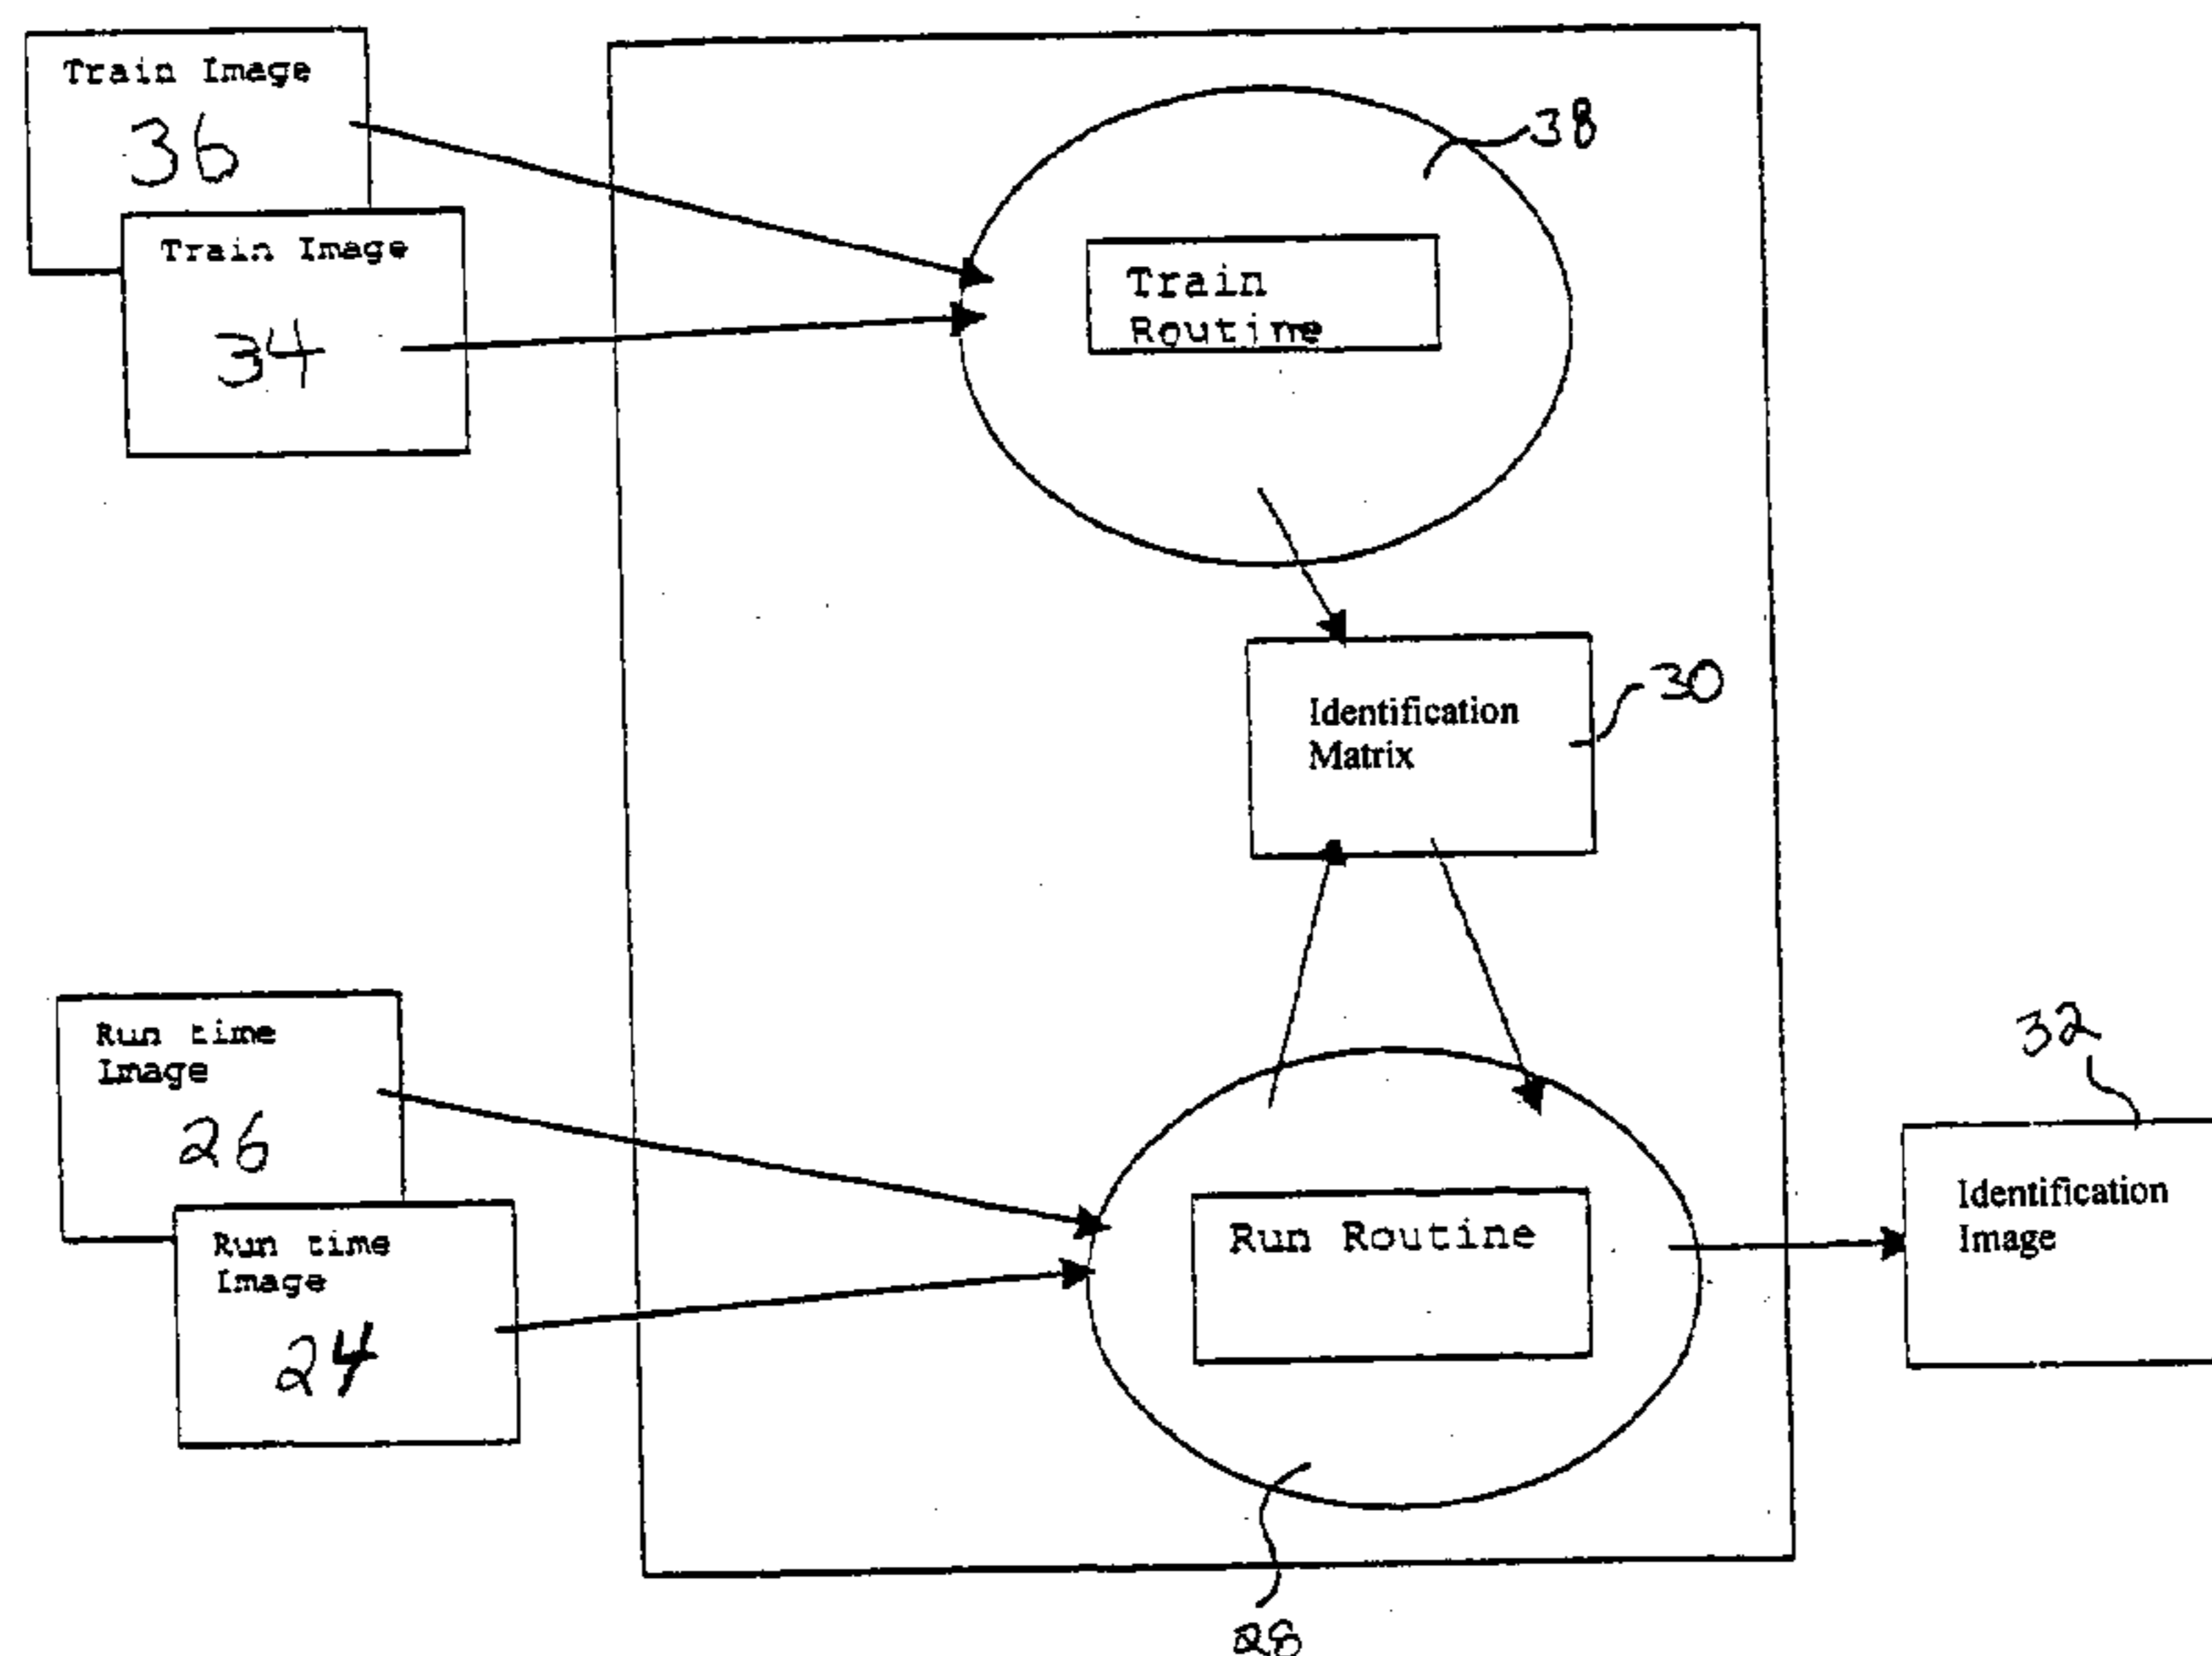 Train Image
36
Train Image
34
38
Train
Routine
30
Identification
Matrix
Run time
Image
26
Run time
Image
24
Run Routine
32
Identification
Image
28